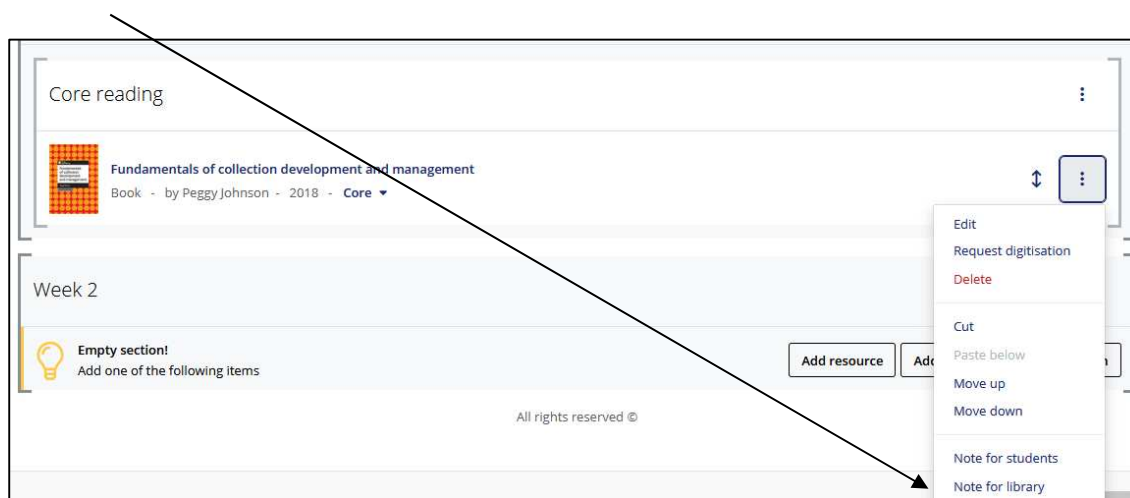 Core reading
Fundamentals of collection development and management
Book - by Peggy Johnson - 2018 - Core
Edit
Request digitisation
Delete
Week 2
Cut
Empty section!
Add one of the following items
Add resource
Paste below
Move up
Move down
All rights reserved ©
Note for students
Note for library